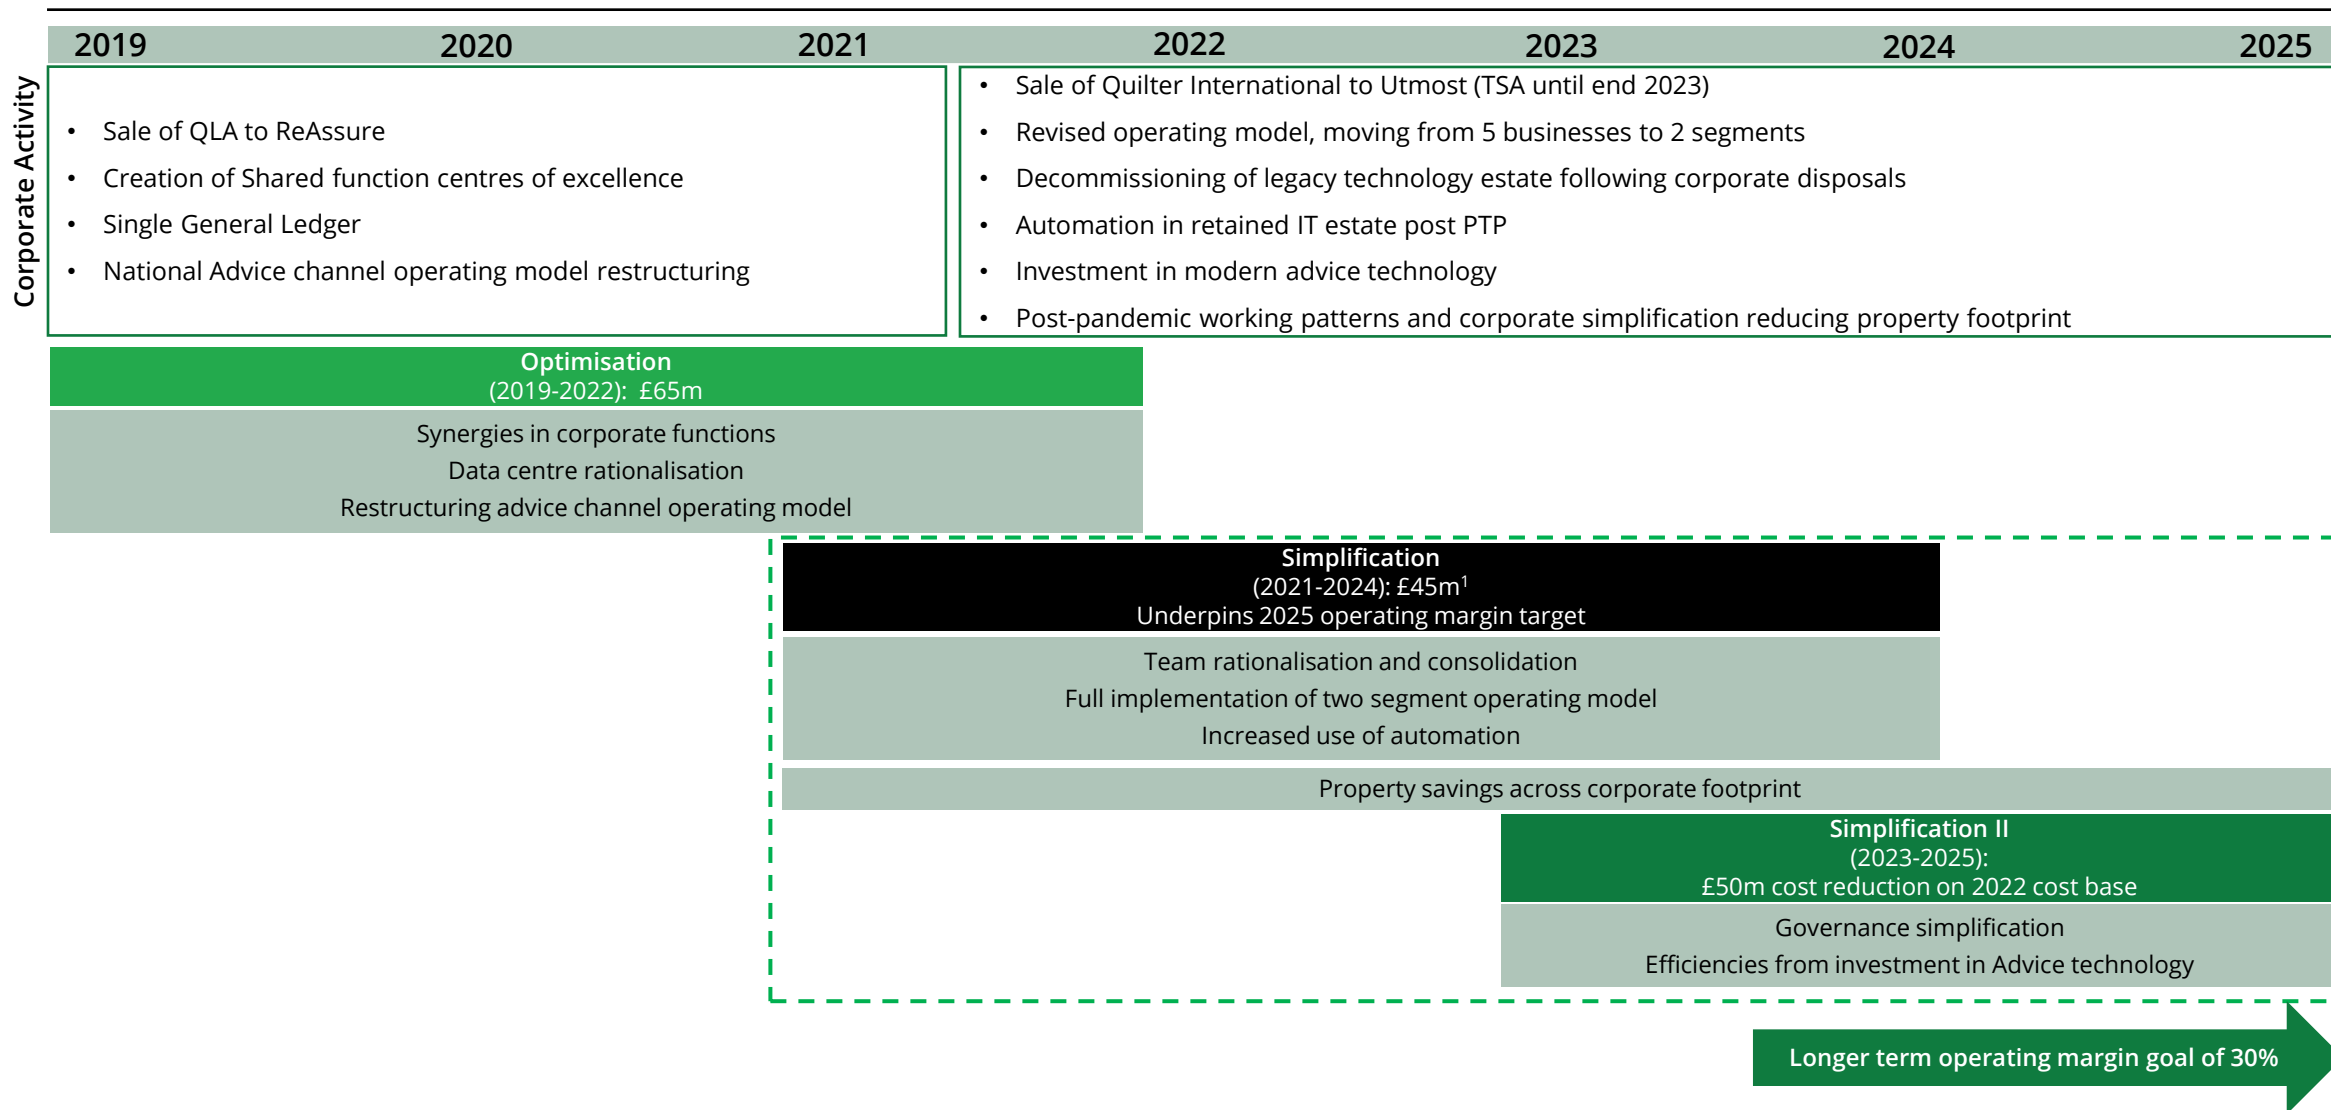 2019 2020 2021 2022 2023 2024 2025
Corporate Activity
• Sale of QLA to ReAssure
• Creation of Shared function centres of excellence
• Single General Ledger
• National Advice channel operating model restructuring
• Sale of Quilter International to Utmost (TSA until end 2023)
• Revised operating model, moving from 5 businesses to 2 segments
• Decommissioning of legacy technology estate following corporate disposals
• Automation in retained IT estate post PTP
• Investment in modern advice technology
• Post-pandemic working patterns and corporate simplification reducing property footprint
Optimisation
(2019-2022): £65m
Synergies in corporate functions
Data centre rationalisation
Restructuring advice channel operating model
Simplification
(2021-2024): £45m¹
Underpins 2025 operating margin target
Team rationalisation and consolidation
Full implementation of two segment operating model
Increased use of automation
Property savings across corporate footprint
Simplification II
(2023-2025):
£50m cost reduction on 2022 cost base
Governance simplification
Efficiencies from investment in Advice technology
Longer term operating margin goal of 30%